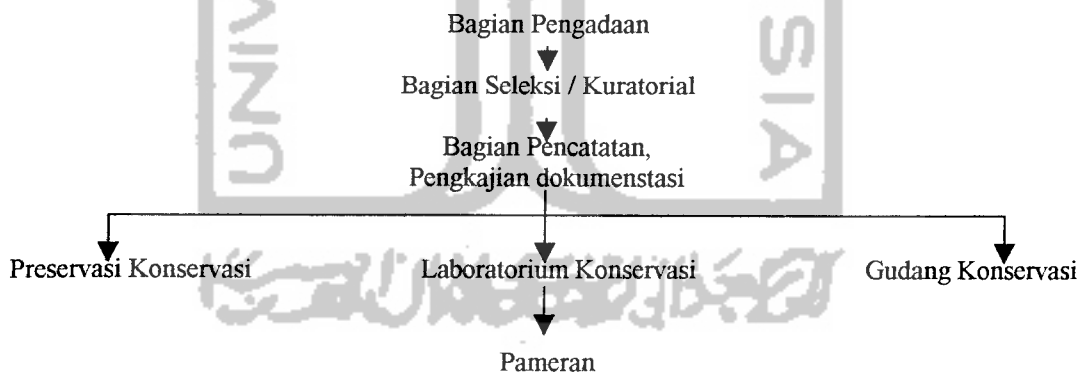 Bagian Pengadaan
Bagian Seleksi / Kuratorial
Bagian Pencatatan,
Pengkajian dokumenstasi
Preservasi Konservasi
Laboratorium Konservasi
Gudang Konservasi
Pameran